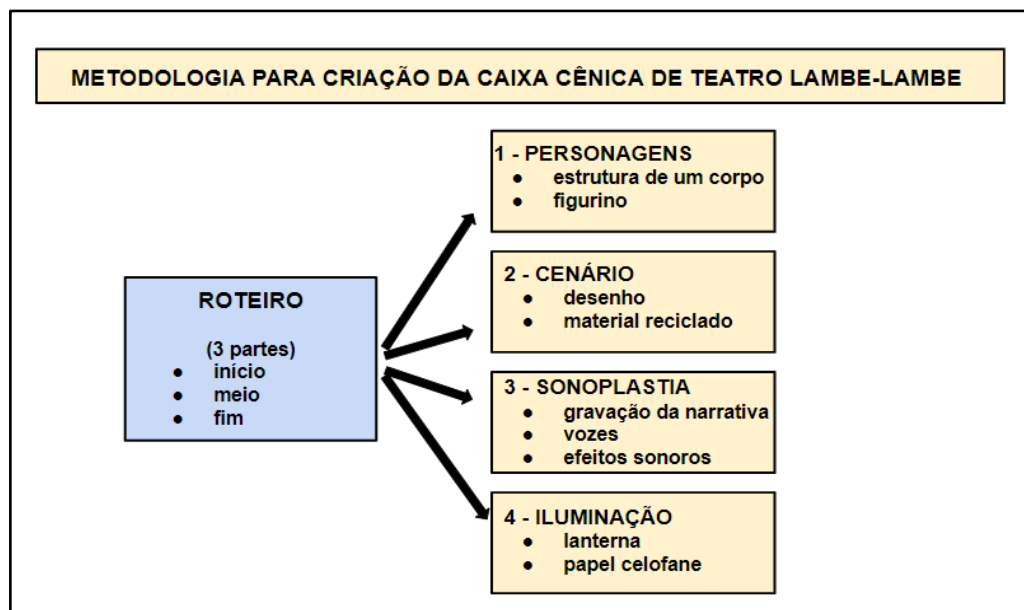 METODOLOGIA PARA CRIAÇÃO DA CAIXA CÊNICA DE TEATRO LAMBE-LAMBE
ROTEIRO
(3 partes)
● início
● meio
● fim
1 - PERSONAGENS
● estrutura de um corpo
● figurino
2 - CENÁRIO
● desenho
● material reciclado
3 - SONOPLASTIA
● gravação da narrativa
● vozes
● efeitos sonoros
4 - ILUMINAÇÃO
● lanterna
● papel celofane